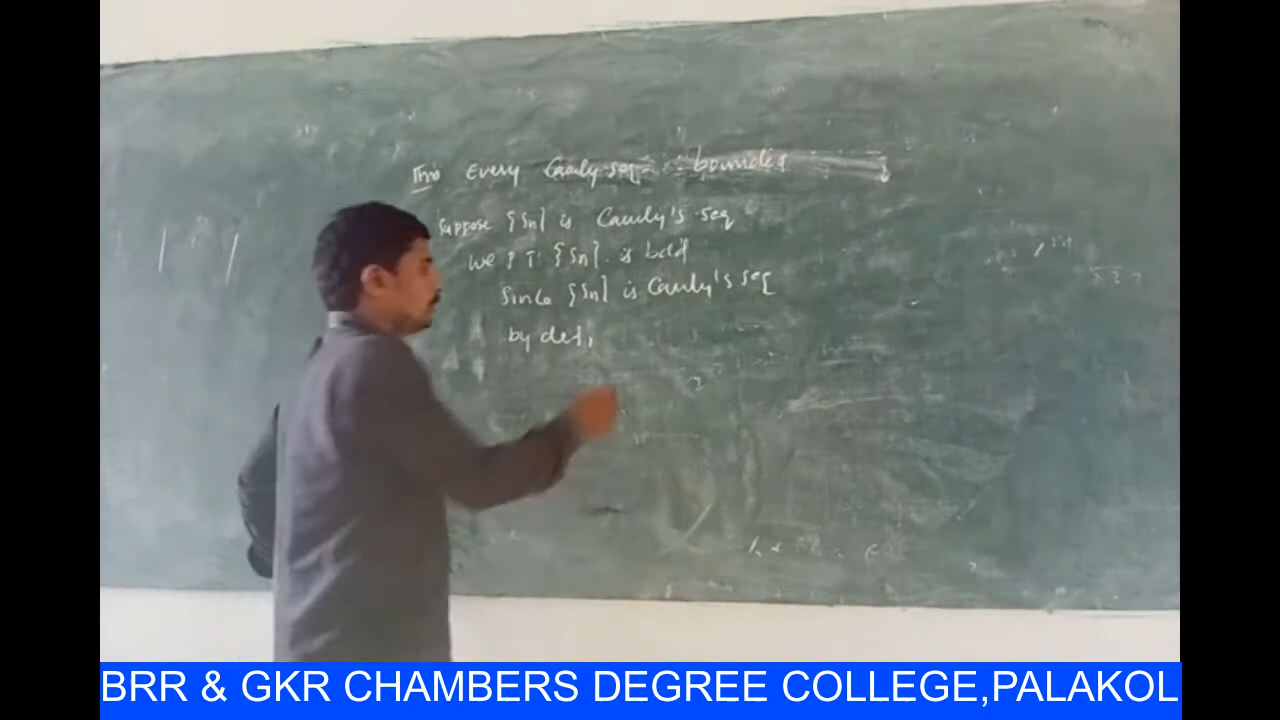 Thm Every Cauchy seq is bounded
Suppose {Sn} is Cauchy's seq
we P.T. {Sn} is bdd
Since {Sn} is Cauchy's seq
by def,
BRR & GKR CHAMBERS DEGREE COLLEGE,PALAKOL